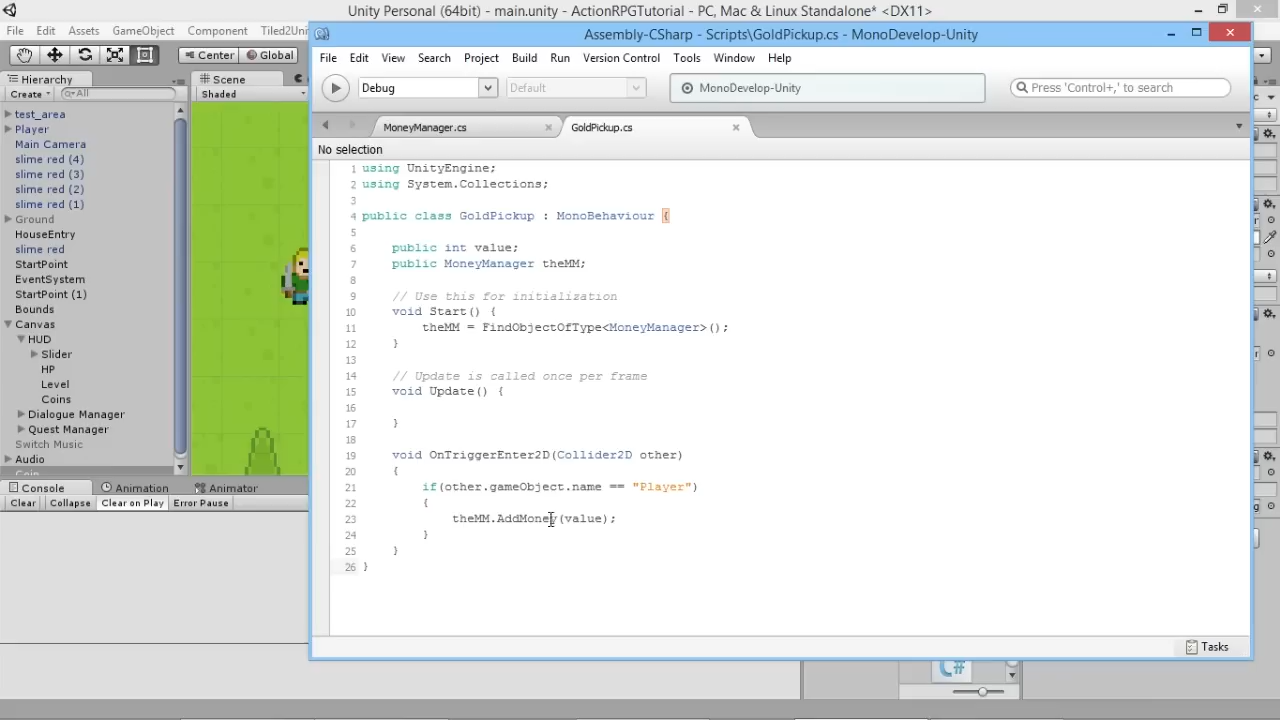 Unity Personal (64bit) - main.unity - ActionRPGTutorial - PC, Mac & Linux Standalone* <DX11>
File Edit Assets GameObject Component Tiled2Uni
Center Global
Hierarchy
Create All
test_area
Player
Main Camera
slime red (4)
slime red (3)
slime red (2)
slime red (1)
Ground
HouseEntry
slime red
StartPoint
EventSystem
StartPoint (1)
Bounds
Canvas
HUD
Slider
HP
Level
Coins
Dialogue Manager
Quest Manager
Switch Music
Audio
Coin
Scene
Shaded
Console Animation Animator
Clear Collapse Clear on Play Error Pause
Assembly-CSharp - Scripts\GoldPickup.cs - MonoDevelop-Unity
File Edit View Search Project Build Run Version Control Tools Window Help
Debug Default MonoDevelop-Unity Press 'Control+,' to search
MoneyManager.cs GoldPickup.cs
No selection
1 using UnityEngine;
2 using System.Collections;
3
4 public class GoldPickup : MonoBehaviour {
5
6 public int value;
7 public MoneyManager theMM;
8
9 // Use this for initialization
10 void Start() {
11 theMM = FindObjectOfType<MoneyManager>();
12 }
13
14 // Update is called once per frame
15 void Update() {
16
17 }
18
19 void OnTriggerEnter2D(Collider2D other)
20 {
21 if(other.gameObject.name == "Player")
22 {
23 theMM.AddMoney(value);
24 }
25 }
26 }
Tasks
C#